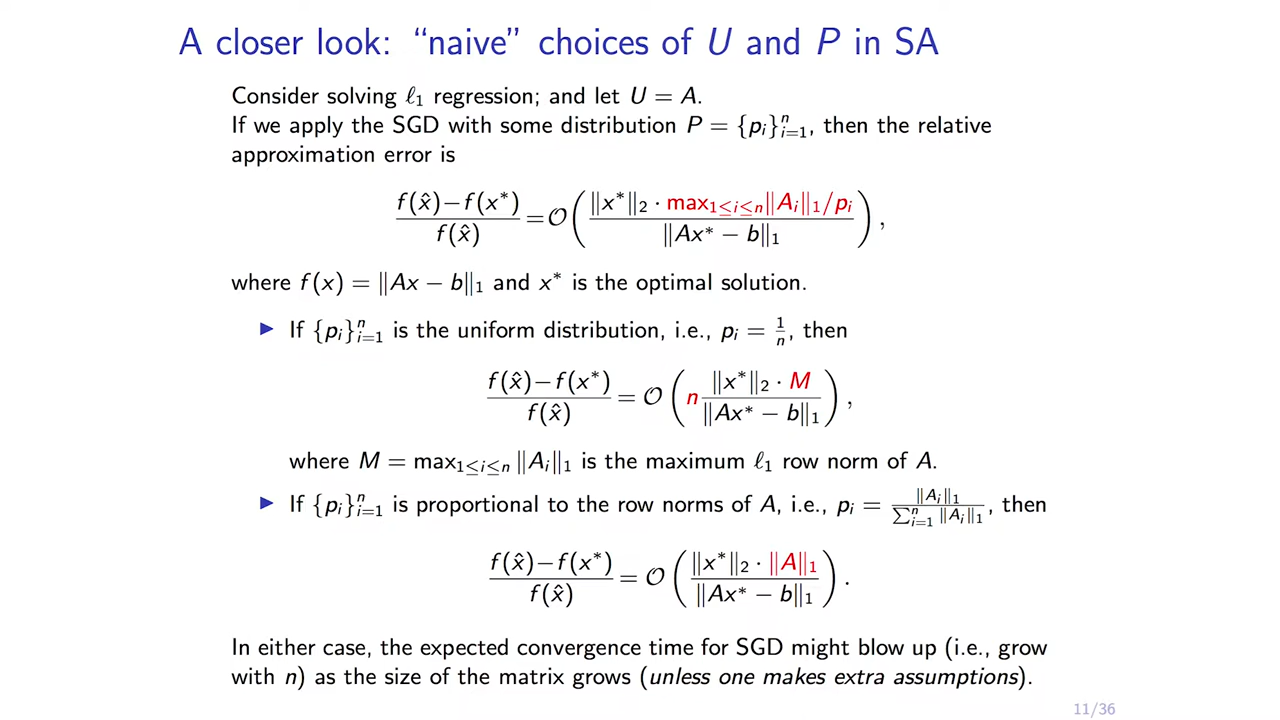 A closer look: “naive” choices of U and P in SA
Consider solving ℓ₁ regression; and let U = A.
If we apply the SGD with some distribution P = {pᵢ}ⁿᵢ₌₁, then the relative
approximation error is
(f(x̂)−f(x*))/f(x̂) = 𝒪( (‖x*‖₂ · max₁≤ᵢ≤ₙ‖Aᵢ‖₁/pᵢ) / ‖Ax* − b‖₁ ),
where f(x) = ‖Ax − b‖₁ and x* is the optimal solution.
▶ If {pᵢ}ⁿᵢ₌₁ is the uniform distribution, i.e., pᵢ = 1/n, then
(f(x̂)−f(x*))/f(x̂) = 𝒪( n (‖x*‖₂ · M) / ‖Ax* − b‖₁ ),
where M = max₁≤ᵢ≤ₙ ‖Aᵢ‖₁ is the maximum ℓ₁ row norm of A.
▶ If {pᵢ}ⁿᵢ₌₁ is proportional to the row norms of A, i.e., pᵢ = ‖Aᵢ‖₁ / ∑ⁿᵢ₌₁ ‖Aᵢ‖₁, then
(f(x̂)−f(x*))/f(x̂) = 𝒪( (‖x*‖₂ · ‖A‖₁) / ‖Ax* − b‖₁ ).
In either case, the expected convergence time for SGD might blow up (i.e., grow
with n) as the size of the matrix grows (unless one makes extra assumptions).
11/36